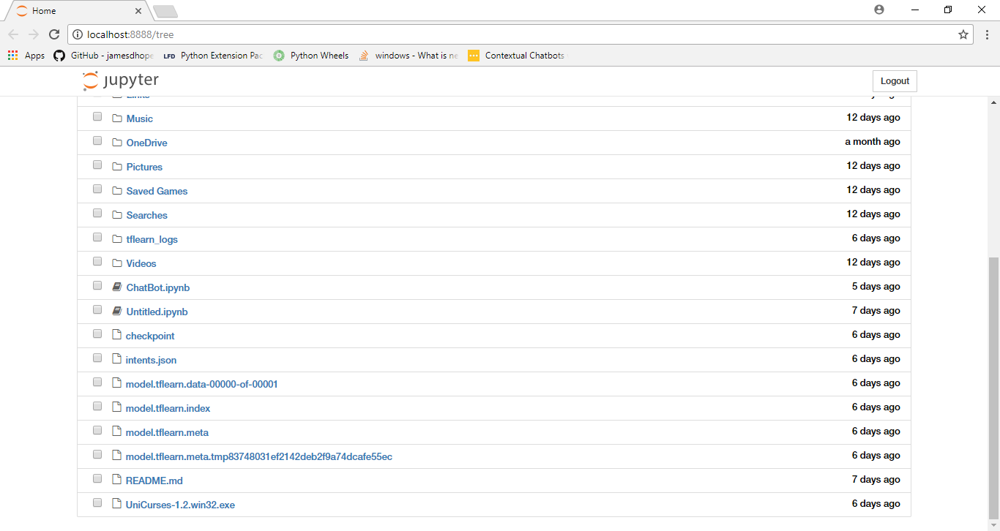 Home
localhost:8888/tree
Apps GitHub - jamesdhope LFD Python Extension Pac Python Wheels windows - What is ne Contextual Chatbots
jupyter Logout
Links
Music 12 days ago
OneDrive a month ago
Pictures 12 days ago
Saved Games 12 days ago
Searches 12 days ago
tflearn_logs 6 days ago
Videos 12 days ago
ChatBot.ipynb 5 days ago
Untitled.ipynb 7 days ago
checkpoint 6 days ago
intents.json 6 days ago
model.tflearn.data-00000-of-00001 6 days ago
model.tflearn.index 6 days ago
model.tflearn.meta 6 days ago
model.tflearn.meta.tmp83748031ef2142deb2f9a74dcafe55ec 6 days ago
README.md 7 days ago
UniCurses-1.2.win32.exe 6 days ago